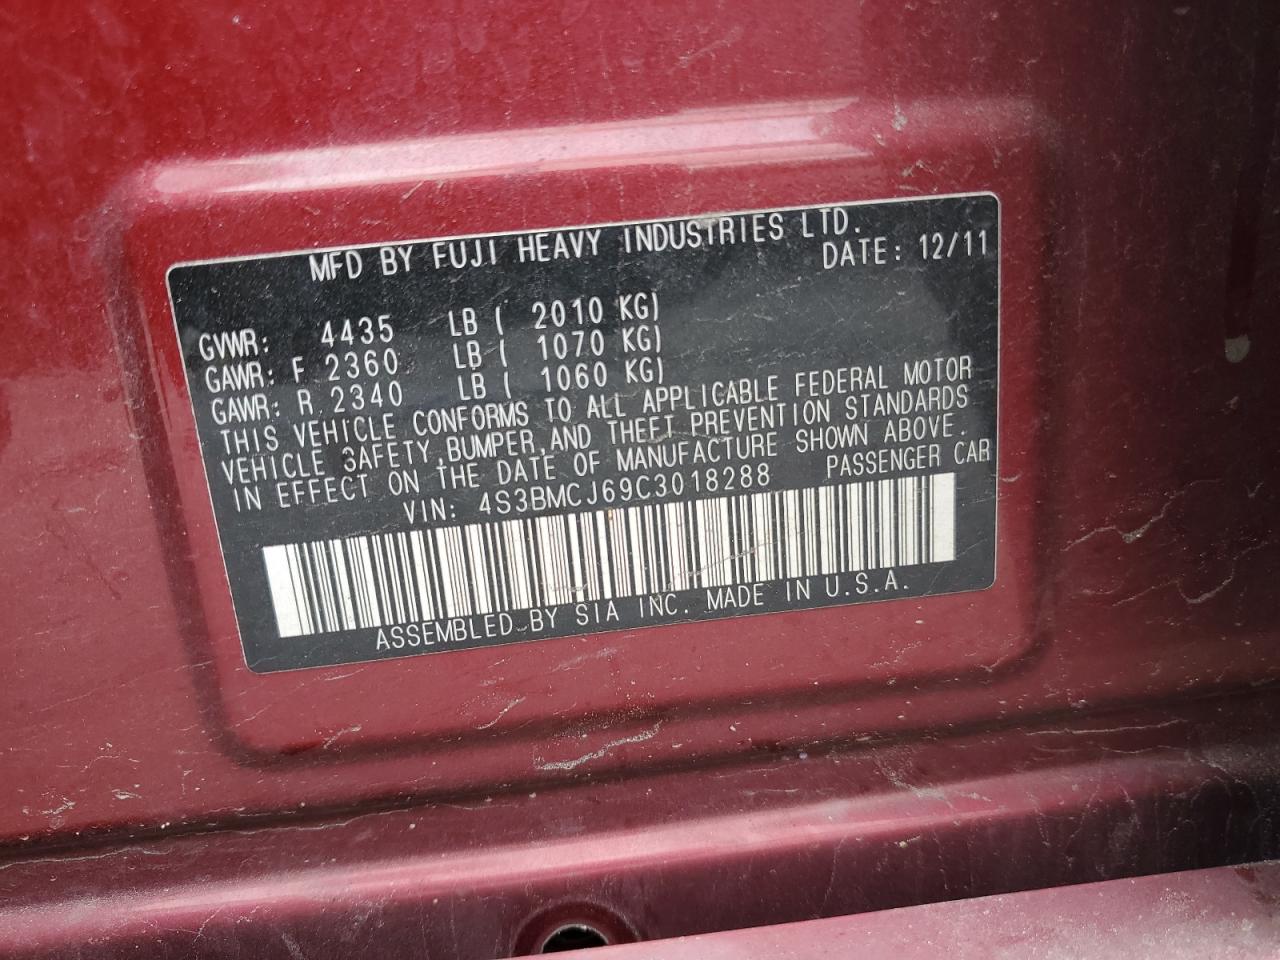 MFD BY FUJI HEAVY INDUSTRIES LTD.
DATE: 12/11
GVWR: 4435 LB ( 2010 KG)
GAWR: F 2360 LB ( 1070 KG)
GAWR: R 2340 LB ( 1060 KG)
THIS VEHICLE CONFORMS TO ALL APPLICABLE FEDERAL MOTOR
VEHICLE SAFETY, BUMPER, AND THEFT PREVENTION STANDARDS
IN EFFECT ON THE DATE OF MANUFACTURE SHOWN ABOVE.
VIN: 4S3BMCJ69C3018288 PASSENGER CAR
ASSEMBLED BY SIA INC. MADE IN U.S.A.